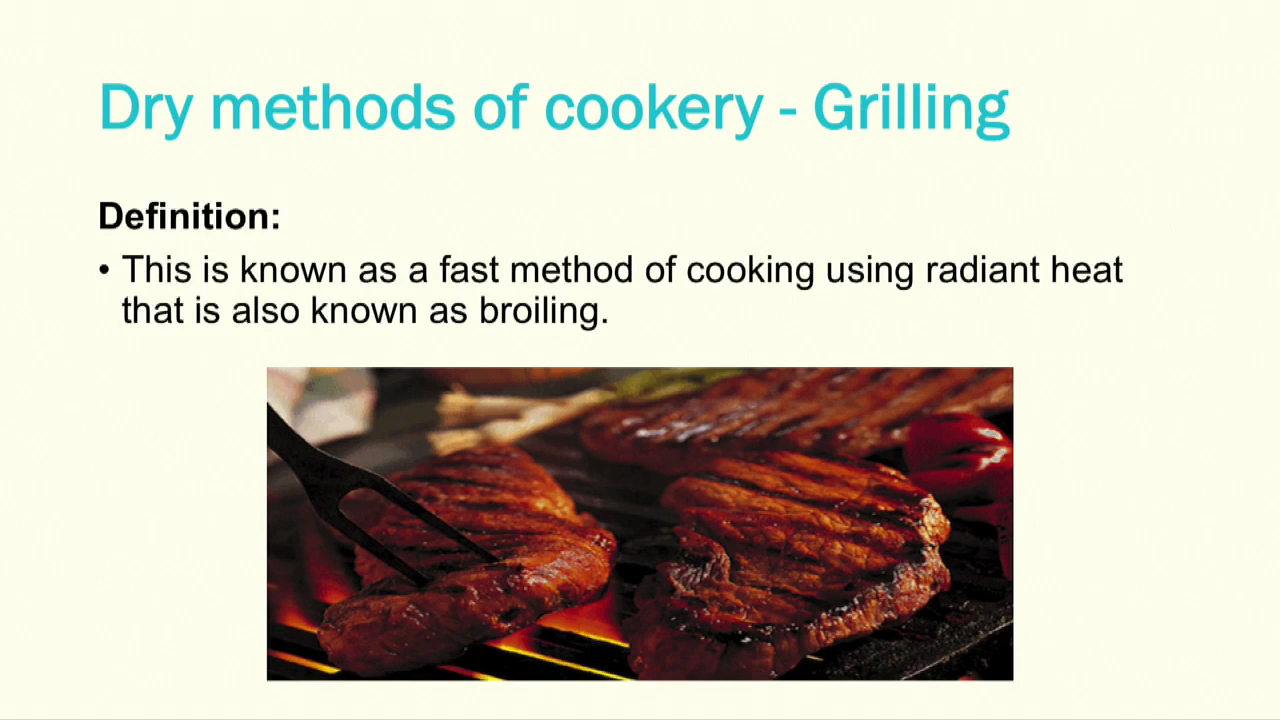 Dry methods of cookery - Grilling
Definition:
• This is known as a fast method of cooking using radiant heat
that is also known as broiling.